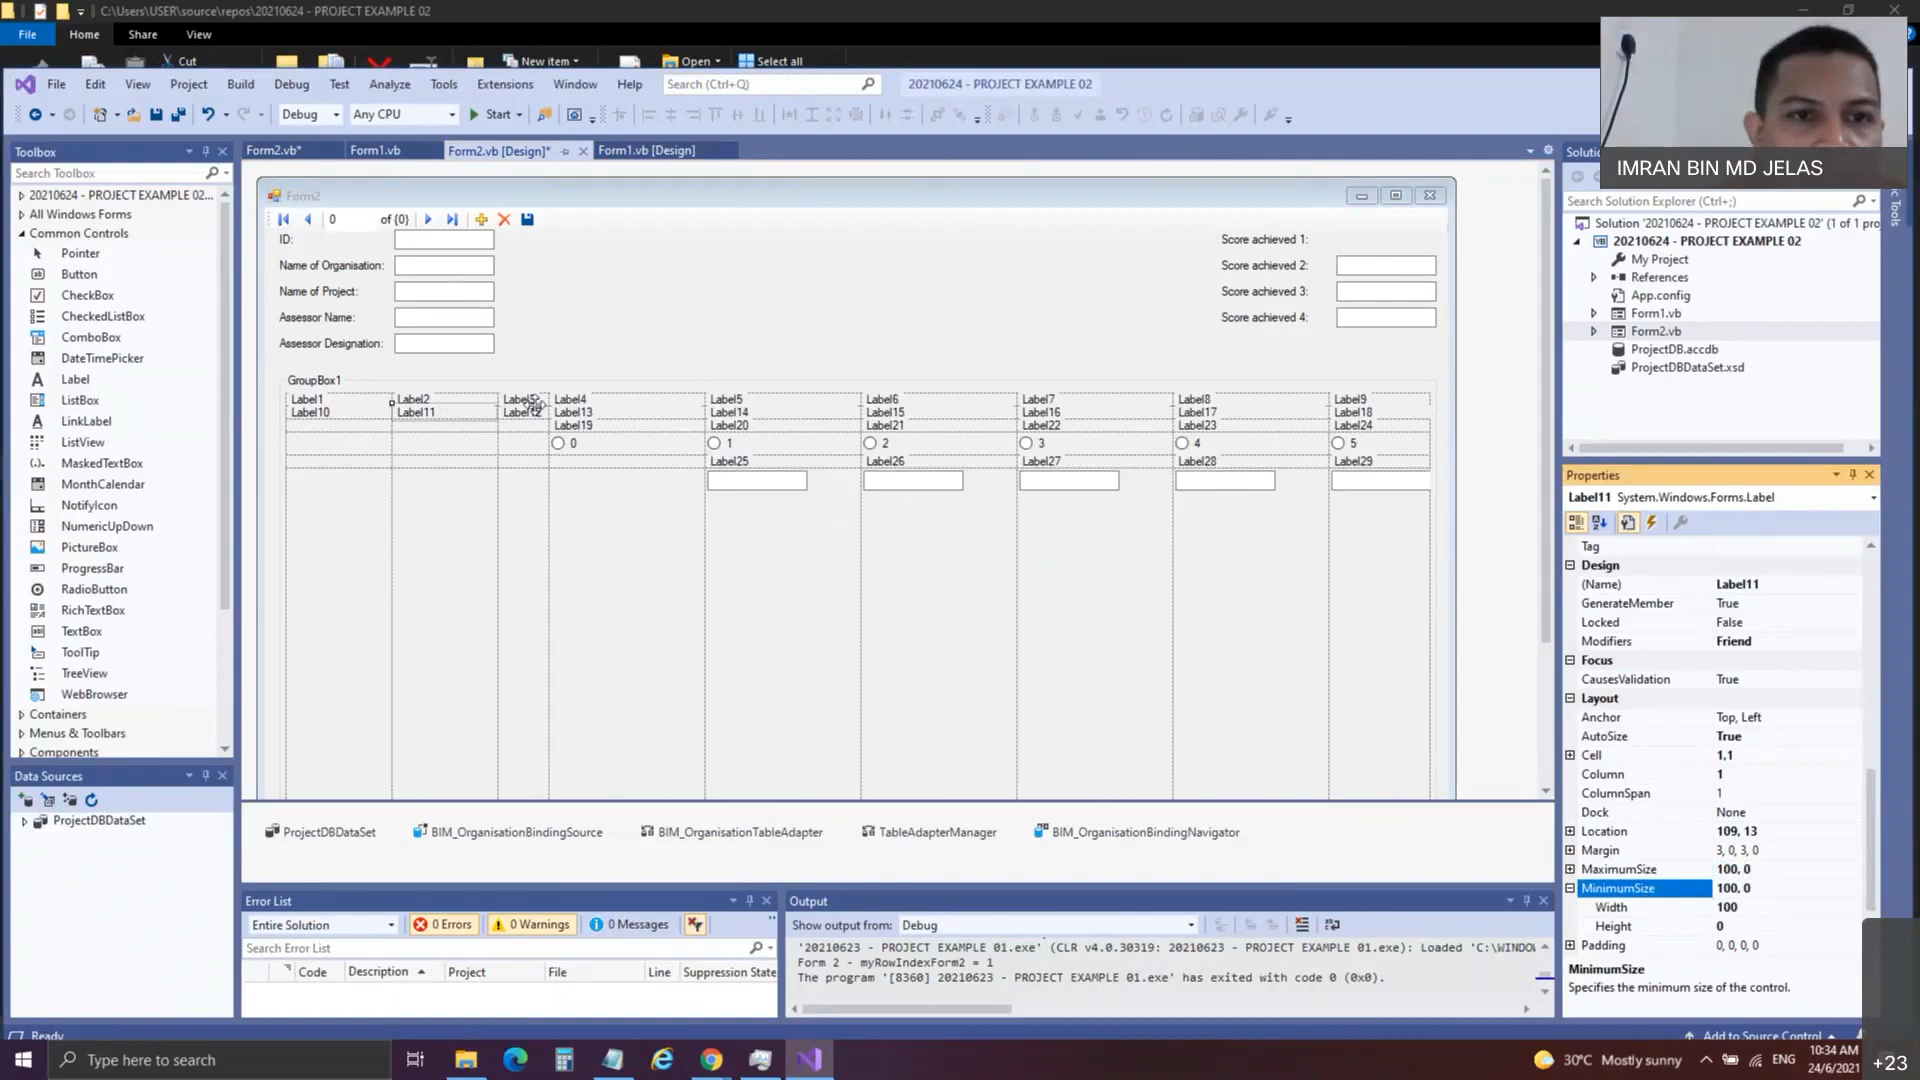 C:\Users\USER\source\repos\20210624 - PROJECT EXAMPLE 02
File Home Share View
Cut New item Open Select all
File Edit View Project Build Debug Test Analyze Tools Extensions Window Help Search (Ctrl+Q) 20210624 - PROJECT EXAMPLE 02
Debug Any CPU Start
IMRAN BIN MD JELAS
Toolbox
Search Toolbox
20210624 - PROJECT EXAMPLE 02...
All Windows Forms
Common Controls
Pointer
Button
CheckBox
CheckedListBox
ComboBox
DateTimePicker
Label
ListBox
LinkLabel
ListView
MaskedTextBox
MonthCalendar
NotifyIcon
NumericUpDown
PictureBox
ProgressBar
RadioButton
RichTextBox
TextBox
ToolTip
TreeView
WebBrowser
Containers
Menus & Toolbars
Components
Data Sources
ProjectDBDataSet
Form2.vb* Form1.vb Form2.vb [Design]* Form1.vb [Design]
Form2
0 of {0}
ID: Score achieved 1:
Name of Organisation: Score achieved 2:
Name of Project: Score achieved 3:
Assessor Name: Score achieved 4:
Assessor Designation:
GroupBox1
Label1 Label2 Label4 Label5 Label6 Label7 Label8 Label9
Label10 Label11 Label12 Label13 Label14 Label15 Label16 Label17 Label18
Label19 Label20 Label21 Label22 Label23 Label24
0 1 2 3 4 5
Label25 Label26 Label27 Label28 Label29
ProjectDBDataSet BIM_OrganisationBindingSource BIM_OrganisationTableAdapter TableAdapterManager BIM_OrganisationBindingNavigator
Error List
Entire Solution 0 Errors 0 Warnings 0 Messages
Search Error List
Code Description Project File Line Suppression State
Output
Show output from: Debug
'20210623 - PROJECT EXAMPLE 01.exe' (CLR v4.0.30319: 20210623 - PROJECT EXAMPLE 01.exe): Loaded 'C:\WINDOW
Form 2 - myRowIndexForm2 = 1
The program '[8360] 20210623 - PROJECT EXAMPLE 01.exe' has exited with code 0 (0x0).
Solutio
c Tools
Search Solution Explorer (Ctrl+;)
Solution '20210624 - PROJECT EXAMPLE 02' (1 of 1 proj
20210624 - PROJECT EXAMPLE 02
My Project
References
App.config
Form1.vb
Form2.vb
ProjectDB.accdb
ProjectDBDataSet.xsd
Properties
Label11 System.Windows.Forms.Label
Tag
Design
(Name) Label11
GenerateMember True
Locked False
Modifiers Friend
Focus
CausesValidation True
Layout
Anchor Top, Left
AutoSize True
Cell 1,1
Column 1
ColumnSpan 1
Dock None
Location 109, 13
Margin 3, 0, 3, 0
MaximumSize 100, 0
MinimumSize 100, 0
Width 100
Height 0
Padding 0, 0, 0, 0
MinimumSize
Specifies the minimum size of the control.
Ready Add to Source Control
Type here to search 30°C Mostly sunny ENG 10:34 AM
24/6/2021
+23